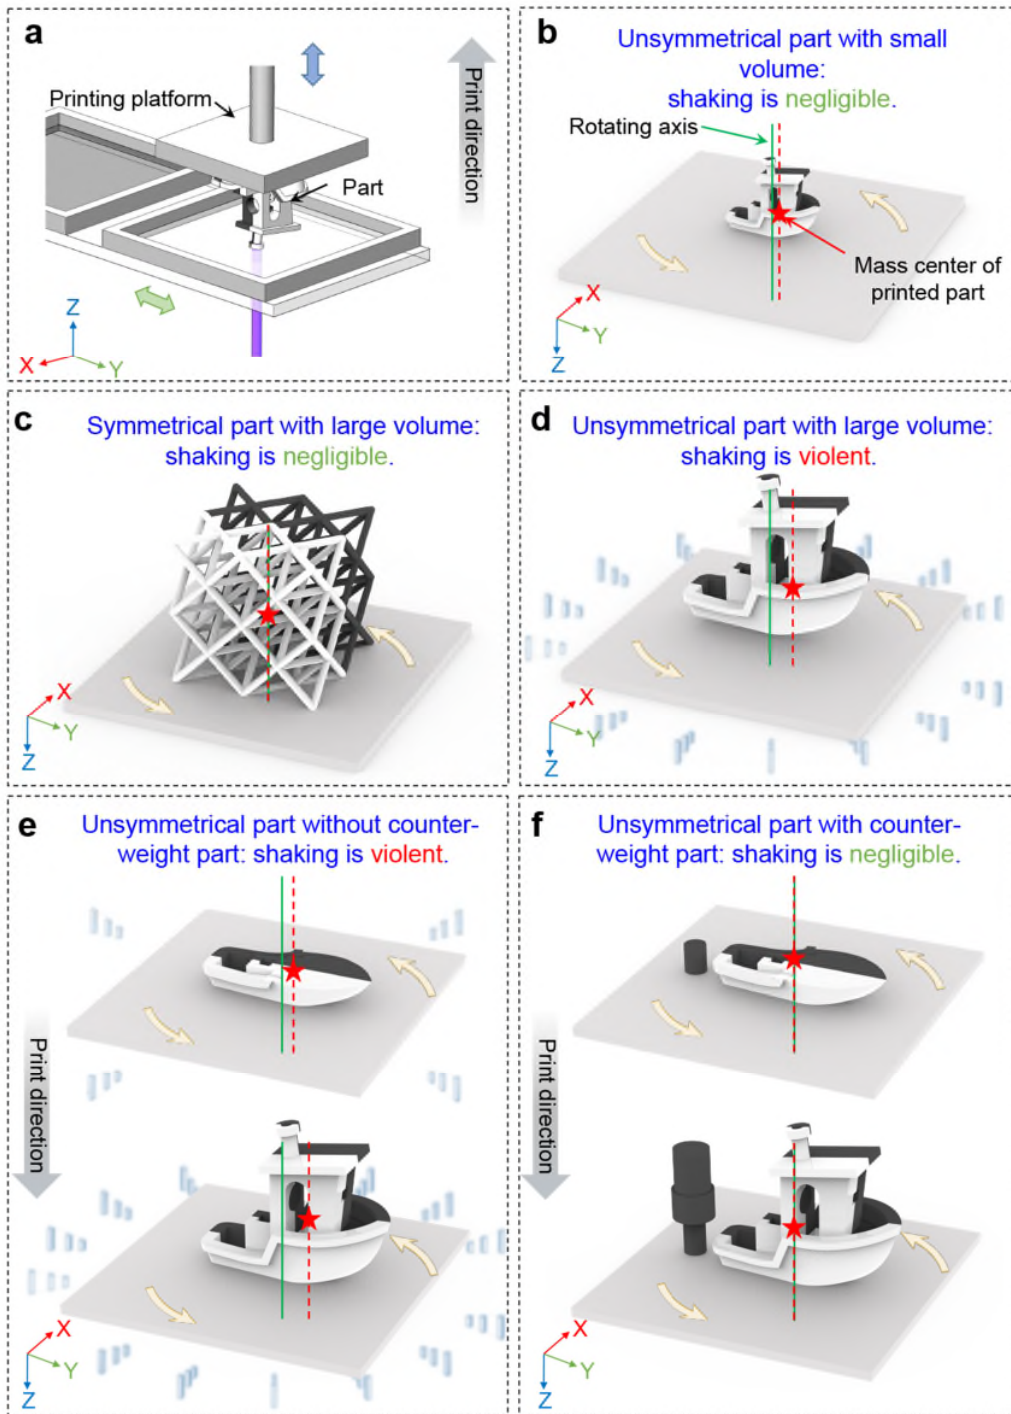 a
Print direction
Printing platform
Part
Z
X
Y
b
Unsymmetrical part with small
volume:
shaking is negligible.
Rotating axis
Mass center of
printed part
X
Y
Z
c
Symmetrical part with large volume:
shaking is negligible.
X
Y
Z
d
Unsymmetrical part with large volume:
shaking is violent.
X
Y
Z
e
Unsymmetrical part without counter-
weight part: shaking is violent.
Print direction
X
Y
Z
f
Unsymmetrical part with counter-
weight part: shaking is negligible.
Print direction
X
Y
Z